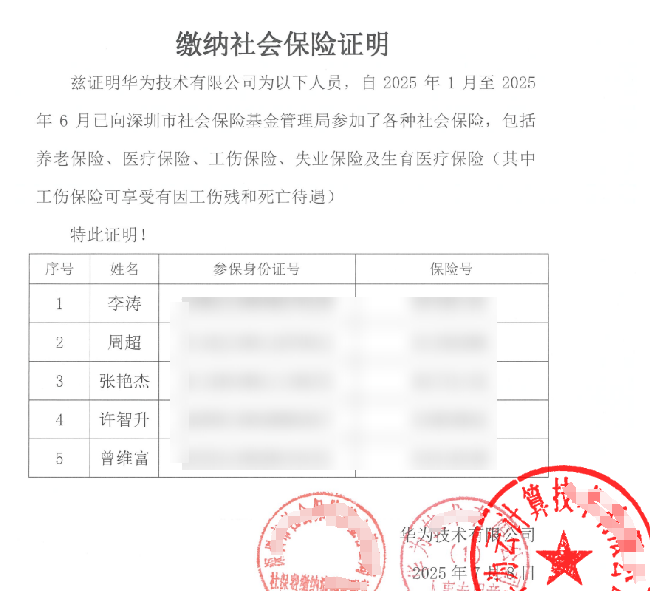 缴纳社会保险证明
兹证明华为技术有限公司为以下人员，自 2025 年 1 月至 2025
年 6 月已向深圳市社会保险基金管理局参加了各种社会保险，包括
养老保险、医疗保险、工伤保险、失业保险及生育医疗保险（其中
工伤保险可享受有因工伤残和死亡待遇）
特此证明！
序号 姓名 参保身份证号 保险号
1 李涛
2 周超
3 张艳杰
4 许智升
5 曾维富
华为技术有限公司
2025 年 7 月 8 日
云计算技